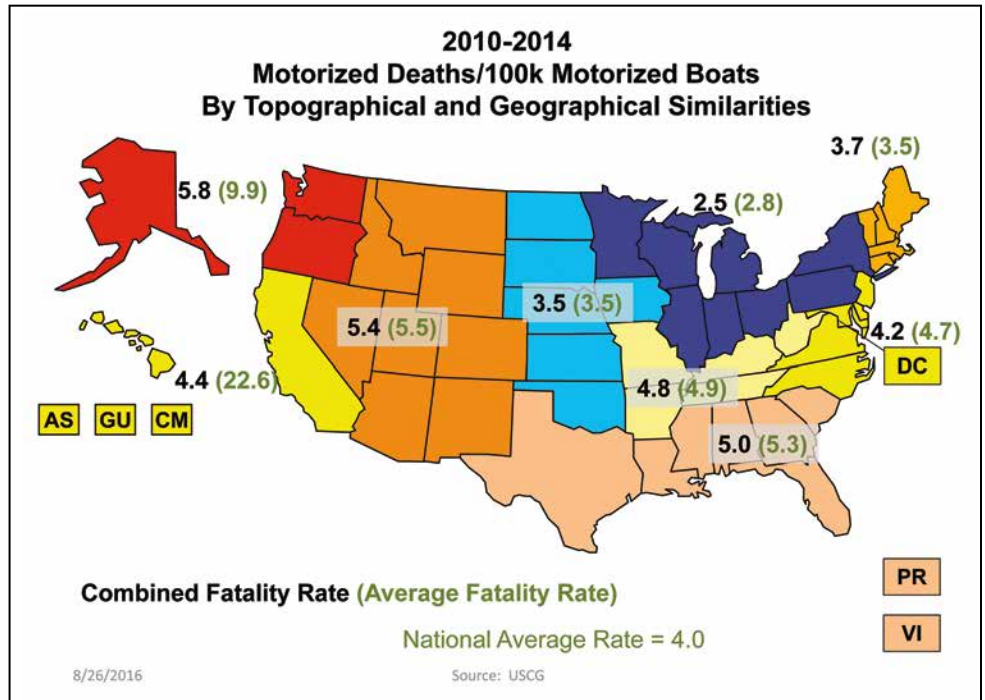 2010-2014
Motorized Deaths/100k Motorized Boats
By Topographical and Geographical Similarities
3.7 (3.5)
5.8 (9.9)
2.5 (2.8)
3.5 (3.5)
5.4 (5.5)
4.2 (4.7)
DC
4.4 (22.6)
4.8 (4.9)
AS GU CM
5.0 (5.3)
PR
Combined Fatality Rate (Average Fatality Rate)
VI
National Average Rate = 4.0
8/26/2016
Source: USCG